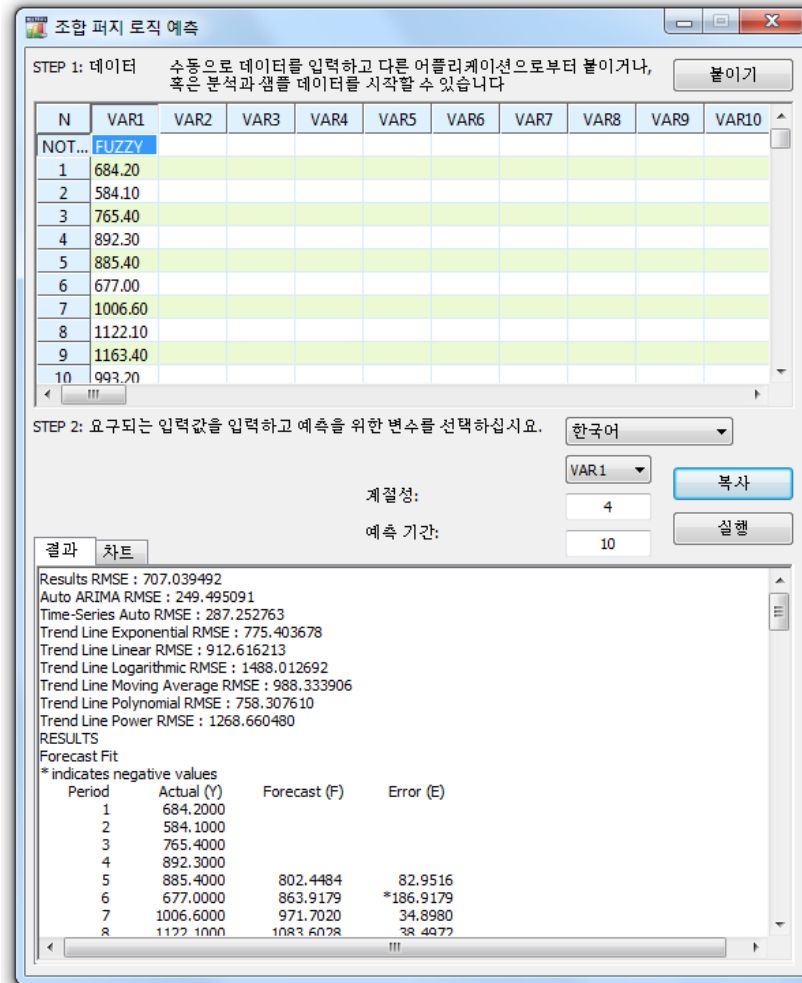 조합 퍼지 로직 예측
STEP 1: 데이터 수동으로 데이터를 입력하고 다른 어플리케이션으로부터 붙이거나,
혹은 분석과 샘플 데이터를 시작할 수 있습니다
붙이기
N VAR1 VAR2 VAR3 VAR4 VAR5 VAR6 VAR7 VAR8 VAR9 VAR10
NOT... FUZZY
1 684.20
2 584.10
3 765.40
4 892.30
5 885.40
6 677.00
7 1006.60
8 1122.10
9 1163.40
10 993.20
STEP 2: 요구되는 입력값을 입력하고 예측을 위한 변수를 선택하십시요.
한국어
VAR1
복사
계절성: 4
실행
예측 기간: 10
결과 차트
Results RMSE : 707.039492
Auto ARIMA RMSE : 249.495091
Time-Series Auto RMSE : 287.252763
Trend Line Exponential RMSE : 775.403678
Trend Line Linear RMSE : 912.616213
Trend Line Logarithmic RMSE : 1488.012692
Trend Line Moving Average RMSE : 988.333906
Trend Line Polynomial RMSE : 758.307610
Trend Line Power RMSE : 1268.660480
RESULTS
Forecast Fit
* indicates negative values
Period Actual (Y) Forecast (F) Error (E)
1 684.2000
2 584.1000
3 765.4000
4 892.3000
5 885.4000 802.4484 82.9516
6 677.0000 863.9179 *186.9179
7 1006.6000 971.7020 34.8980
8 1122.1000 1083.6028 38.4972